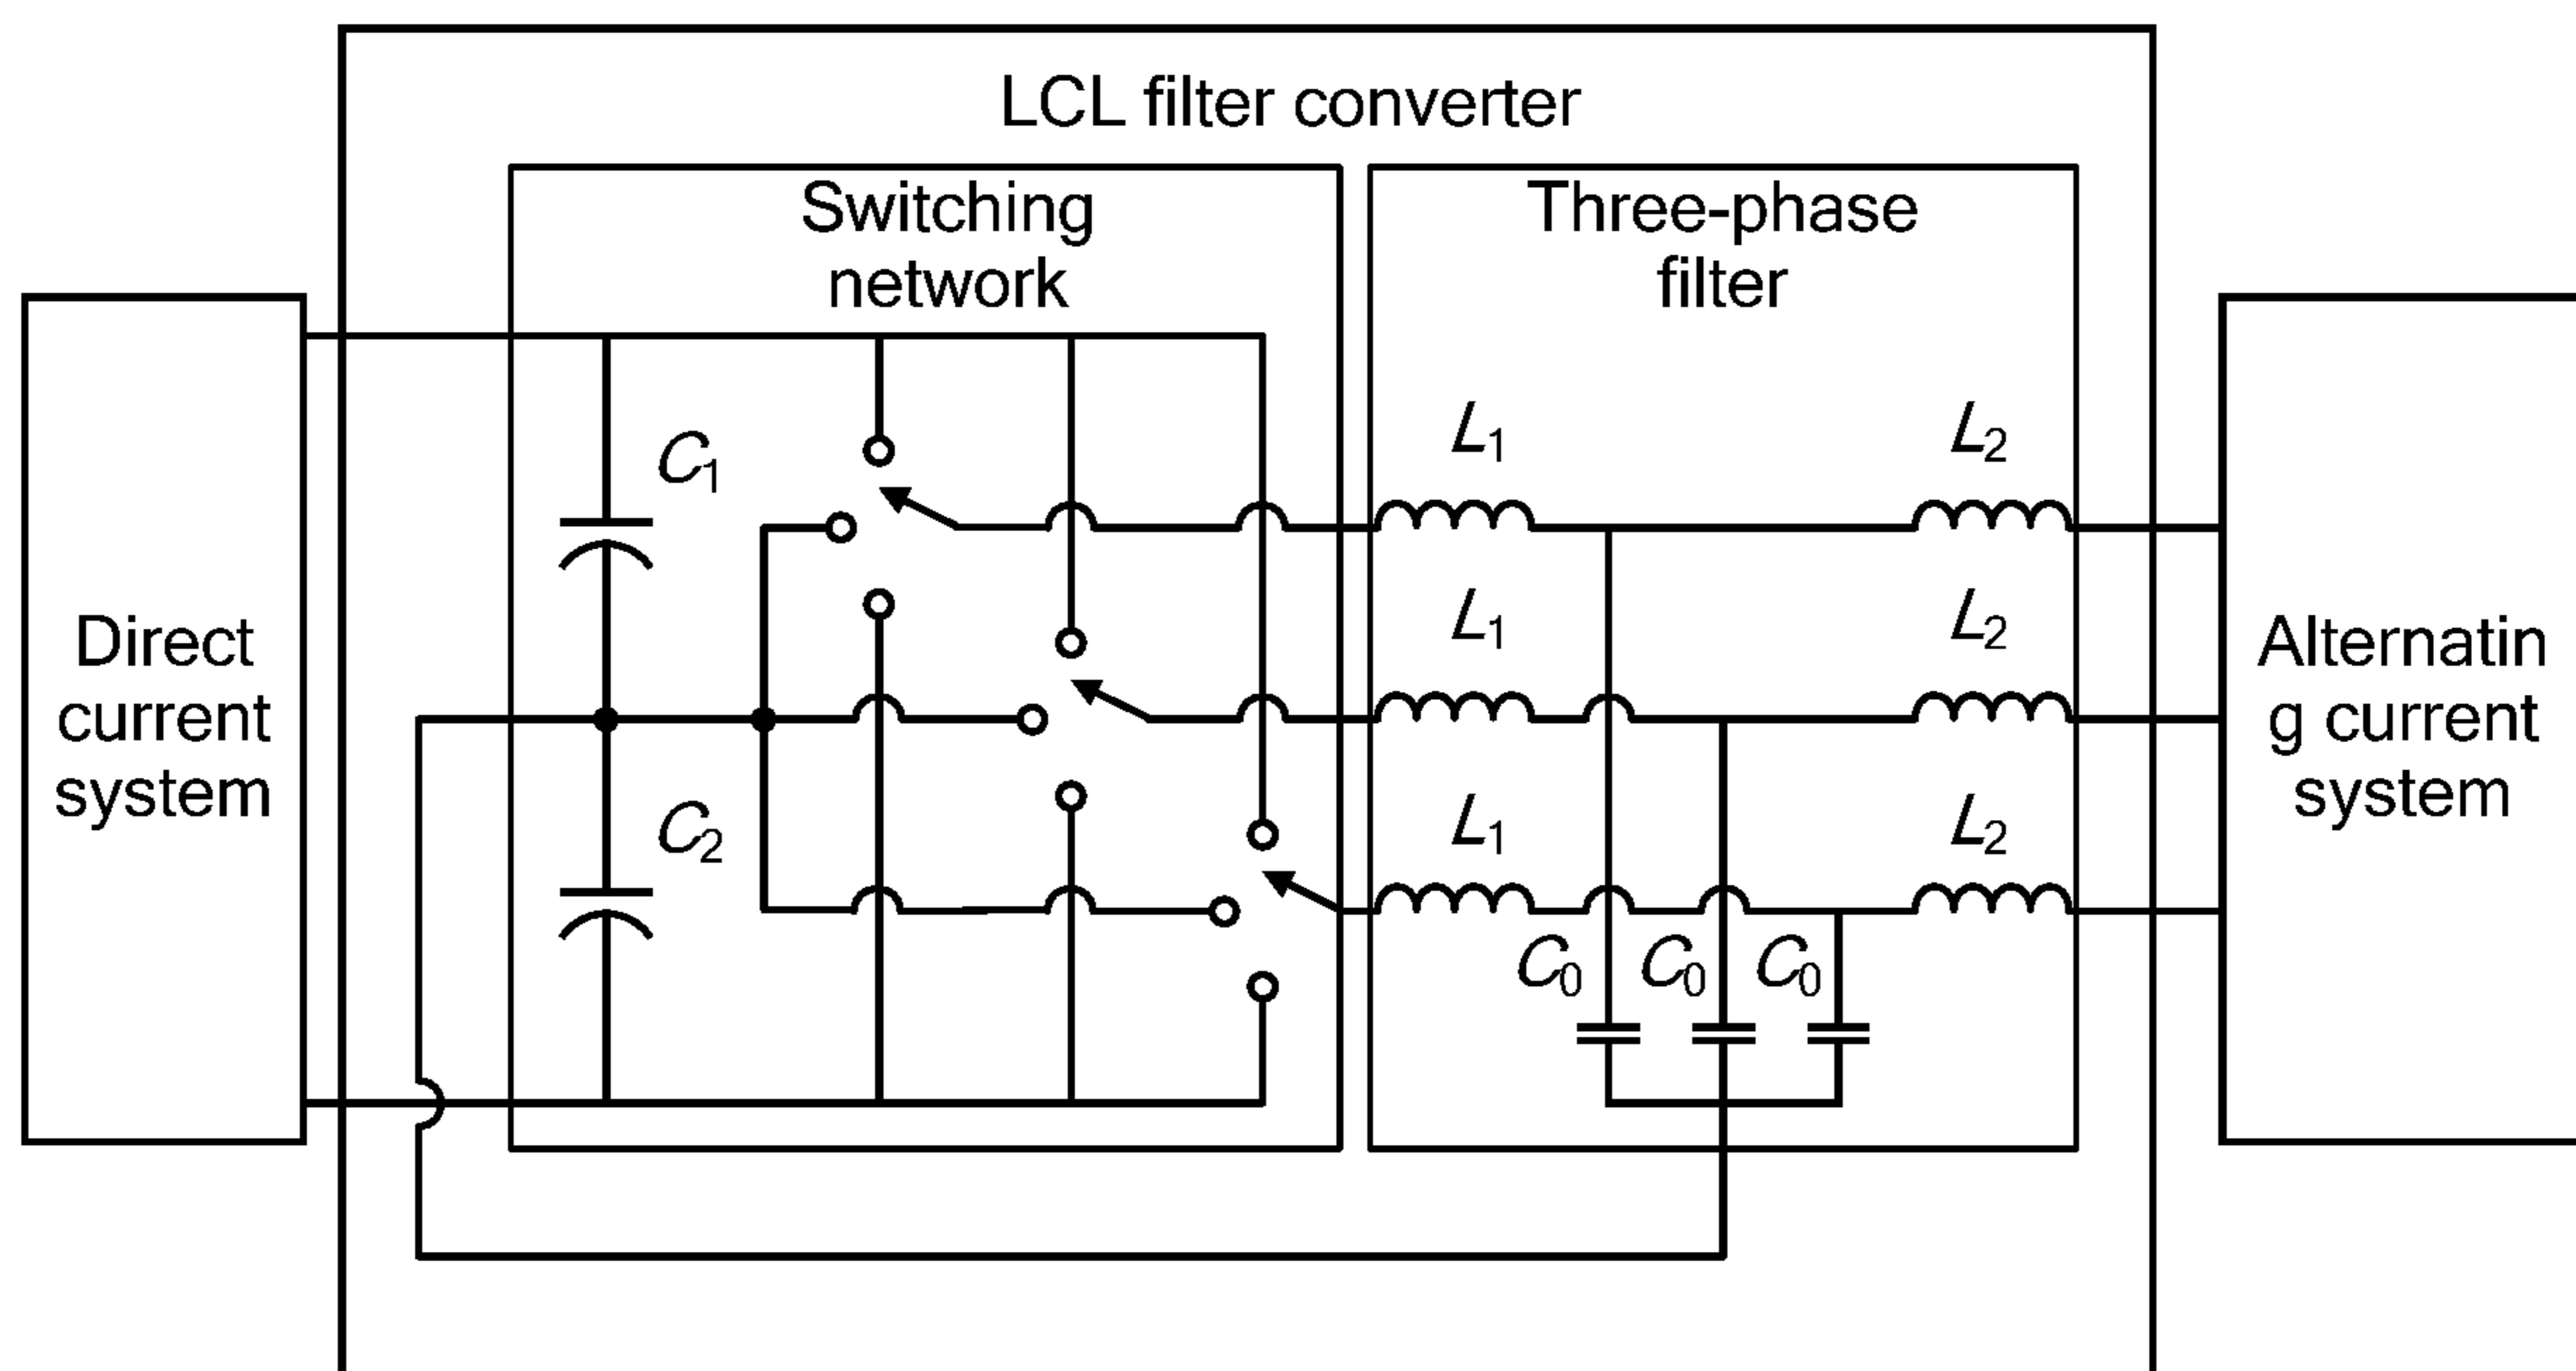 LCL filter converter
Switching
network
Three-phase
filter
Direct
current
system
C1
C2
L1
L2
L1
L2
L1
L2
C0 C0 C0
Alternatin
g current
system